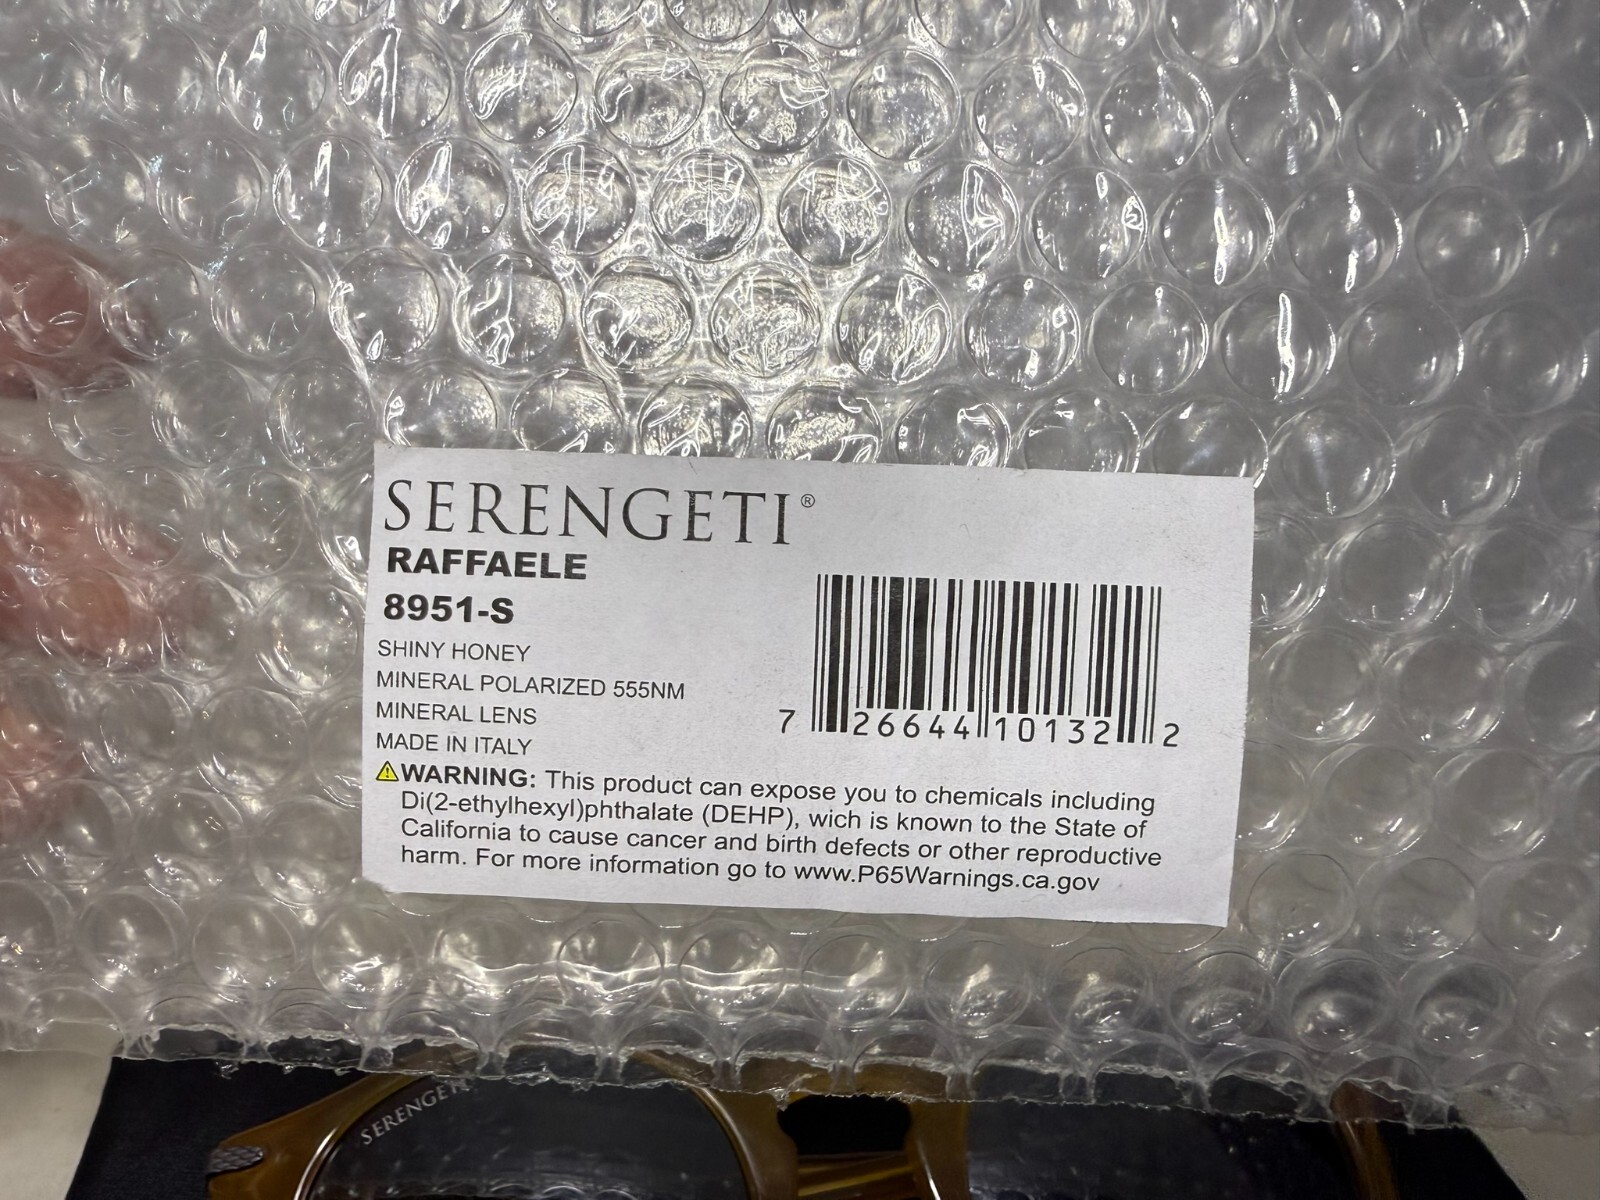 SERENGETI®
RAFFAELE
8951-S
SHINY HONEY
MINERAL POLARIZED 555NM
MINERAL LENS
MADE IN ITALY
7 26644 10132 2
⚠WARNING: This product can expose you to chemicals including
Di(2-ethylhexyl)phthalate (DEHP), wich is known to the State of
California to cause cancer and birth defects or other reproductive
harm. For more information go to www.P65Warnings.ca.gov
SERENGETI